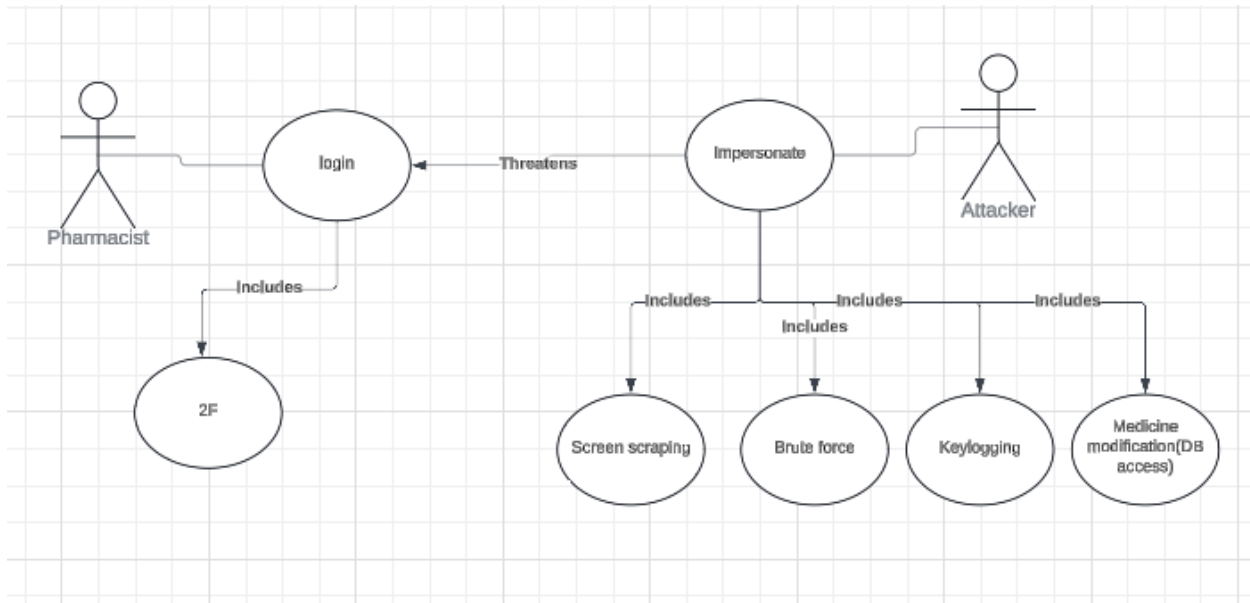 login
Threatens
Impersonate
Attacker
Pharmacist
Includes
Includes
Includes
Includes
Includes
2F
Screen scraping
Brute force
Keylogging
Medicine
modification(DB
access)